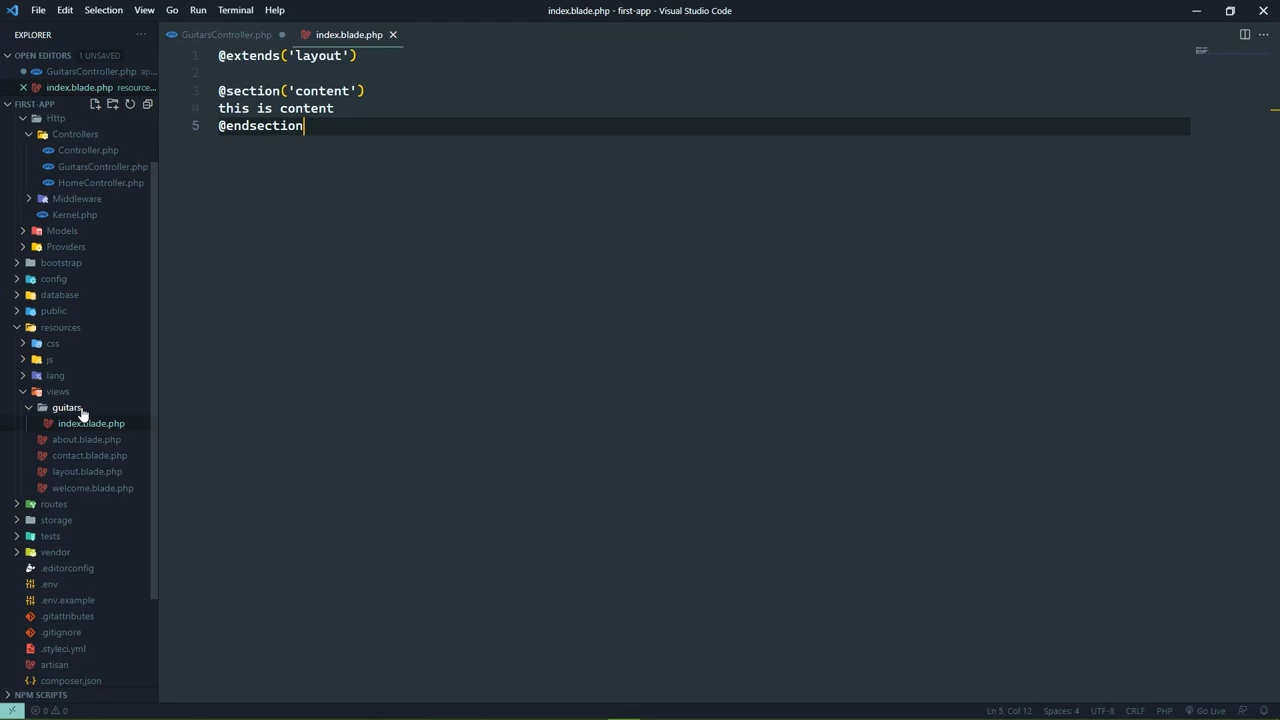 File Edit Selection View Go Run Terminal Help
index.blade.php - first-app - Visual Studio Code
EXPLORER
GuitarsController.php
index.blade.php
OPEN EDITORS 1 UNSAVED
GuitarsController.php ap...
index.blade.php resource...
FIRST-APP
Http
Controllers
Controller.php
GuitarsController.php
HomeController.php
Middleware
Kernel.php
Models
Providers
bootstrap
config
database
public
resources
css
js
lang
views
guitars
index.blade.php
about.blade.php
contact.blade.php
layout.blade.php
welcome.blade.php
routes
storage
tests
vendor
.editorconfig
.env
.env.example
.gitattributes
.gitignore
.styleci.yml
artisan
composer.json
NPM SCRIPTS
1 @extends('layout')
2
3 @section('content')
4 this is content
5 @endsection
0 0
Ln 5, Col 12 Spaces: 4 UTF-8 CRLF PHP Go Live